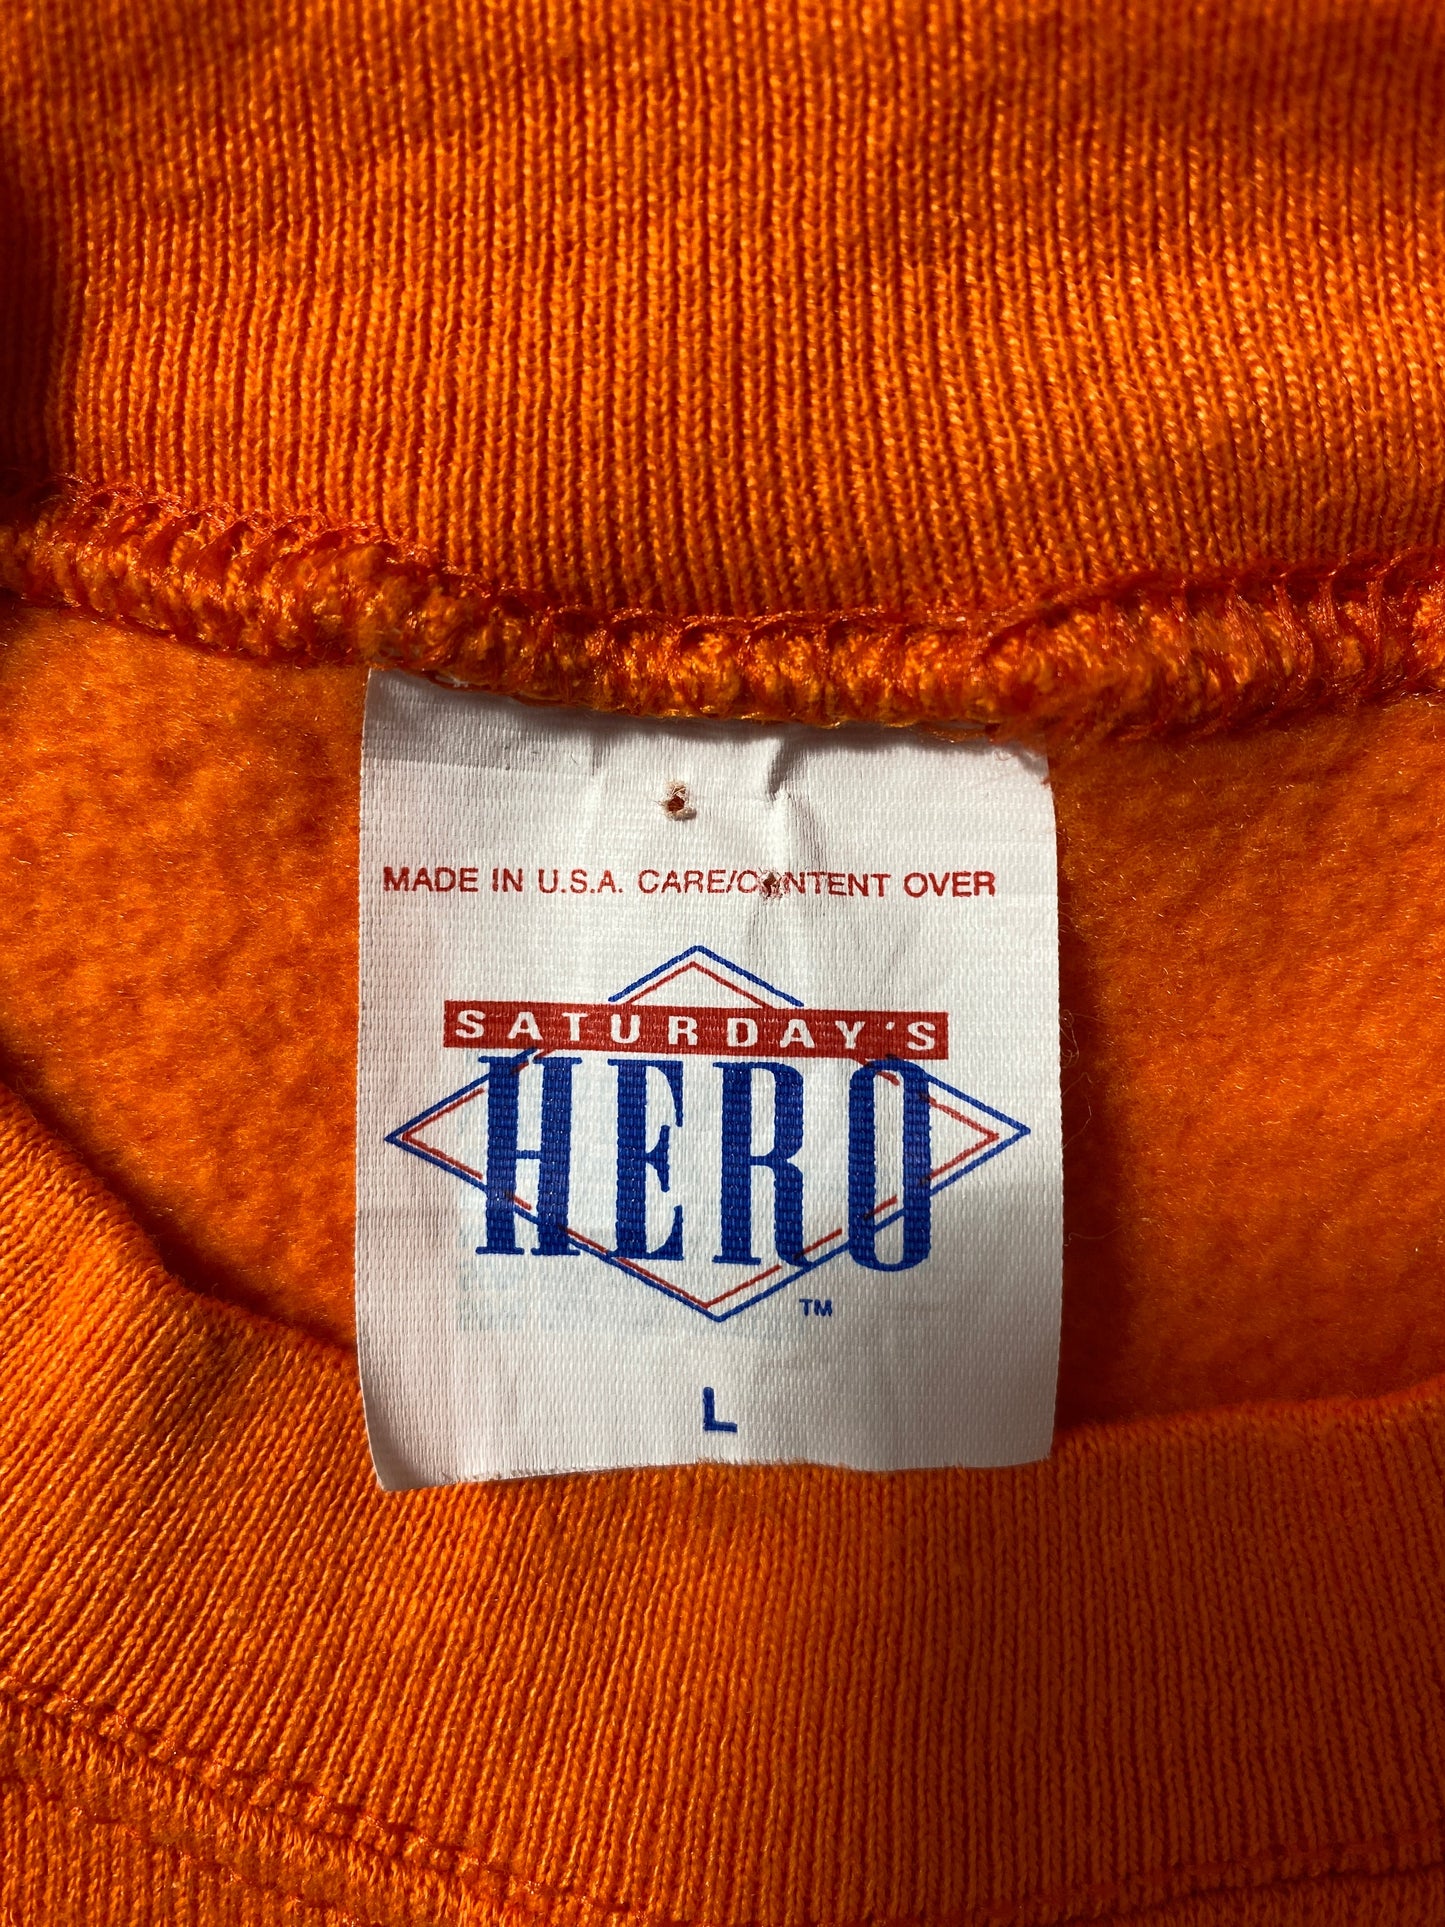 MADE IN U.S.A. CARE/CONTENT OVER
SATURDAY'S
HERO
TM
L